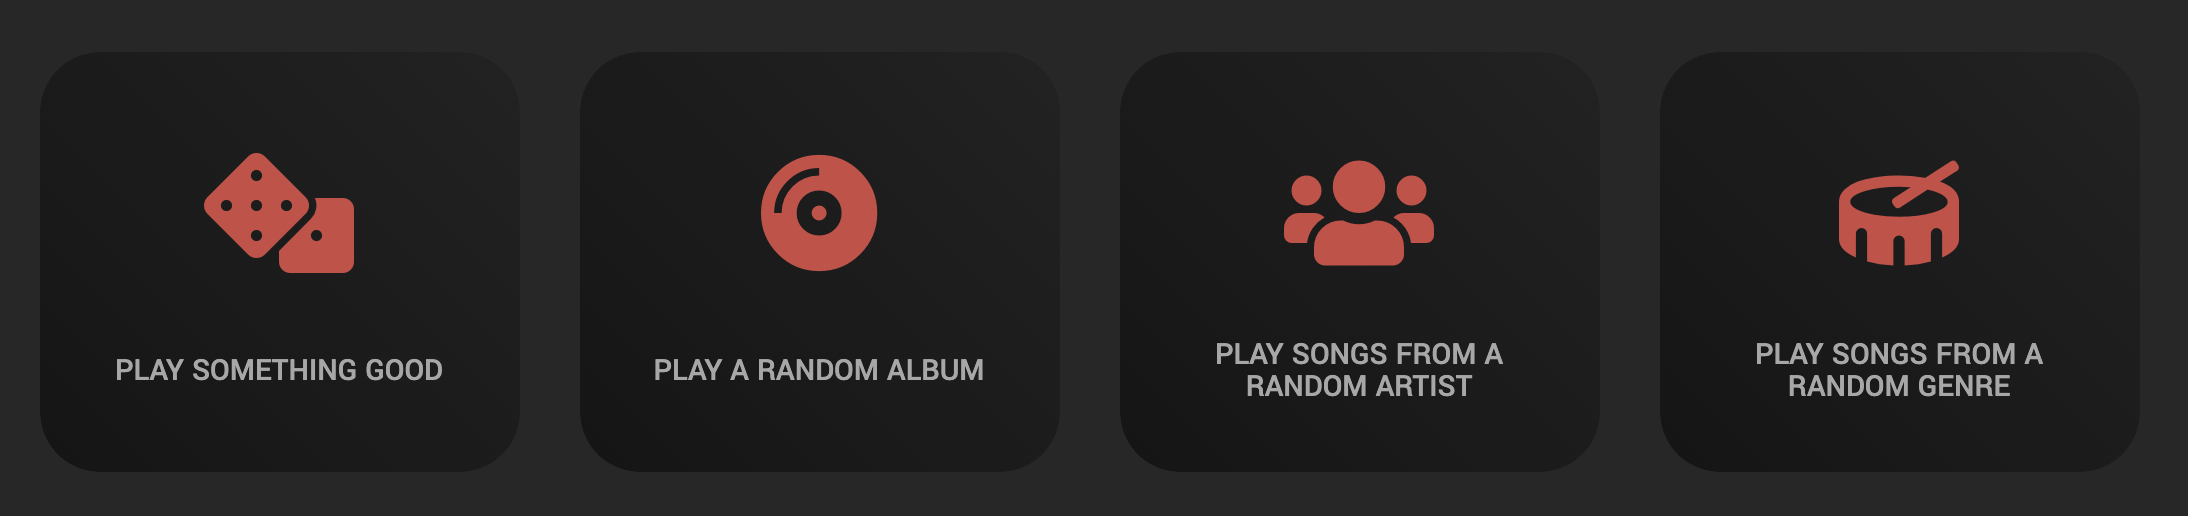 PLAY SOMETHING GOOD
PLAY A RANDOM ALBUM
PLAY SONGS FROM A
RANDOM ARTIST
PLAY SONGS FROM A
RANDOM GENRE